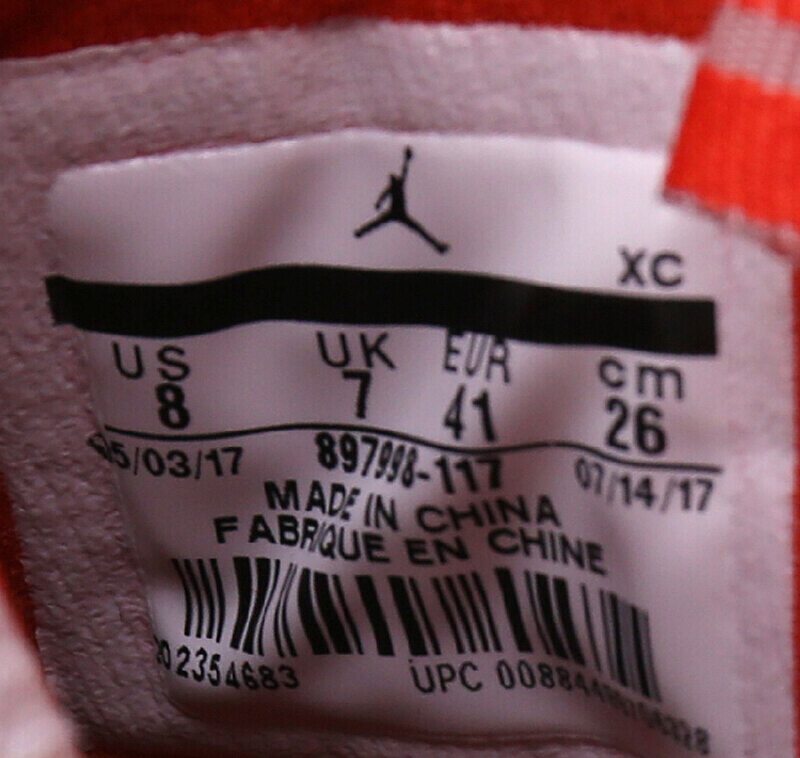 XC
US UK EUR cm
8 7 41 26
05/03/17 897998-117 07/14/17
MADE IN CHINA
FABRIQUE EN CHINE
2354683 UPC